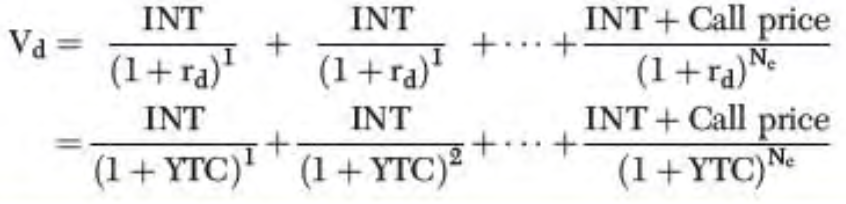 V_d = INT/(1 + r_d)^1 + INT/(1 + r_d)^1 + ··· + (INT + Call price)/(1 + r_d)^{N_c}
= INT/(1 + YTC)^1 + INT/(1 + YTC)^2 + ··· + (INT + Call price)/(1 + YTC)^{N_c}